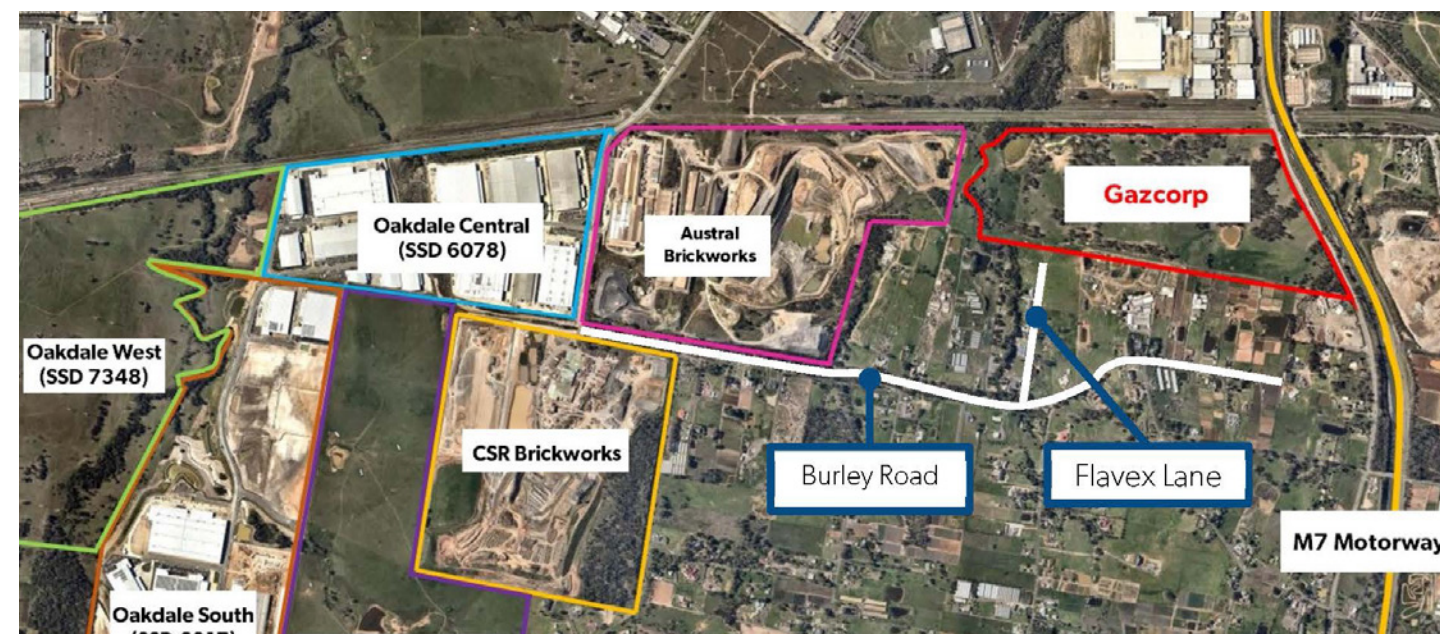 Gazcorp
Oakdale Central
(SSD 6078)
Austral
Brickworks
Oakdale West
(SSD 7348)
CSR Brickworks
Burley Road
Flavex Lane
M7 Motorway
Oakdale South